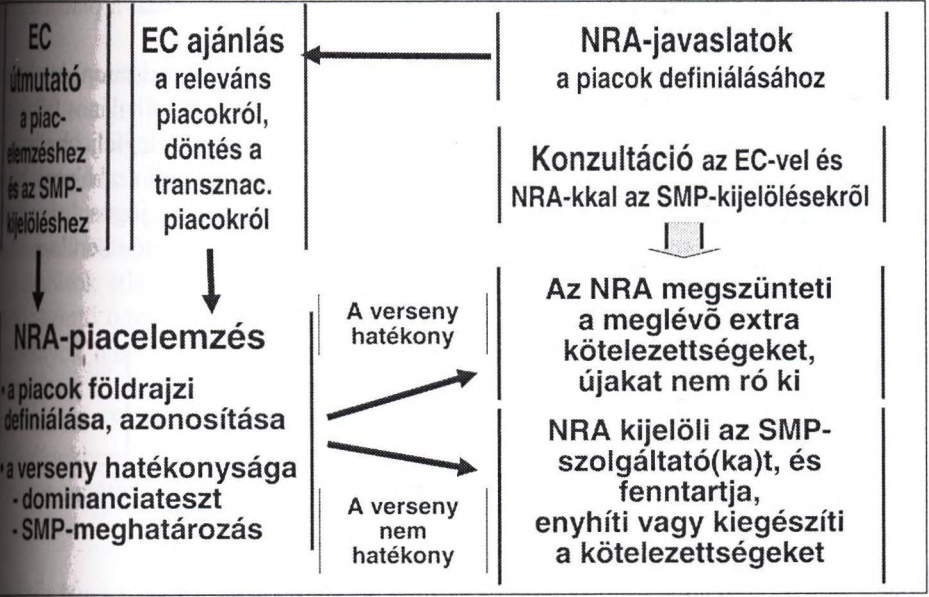 EC
útmutató
a piac-
elemzéshez
és az SMP-
kijelöléshez
EC ajánlás
a releváns
piacokról,
döntés a
transznac.
piacokról
NRA-javaslatok
a piacok definiálásához
Konzultáció az EC-vel és
NRA-kkal az SMP-kijelölésekrõl
NRA-piacelemzés
•a piacok földrajzi
definiálása, azonosítása
•a verseny hatékonysága
- dominanciateszt
- SMP-meghatározás
A verseny
hatékony
A verseny
nem
hatékony
Az NRA megszünteti
a meglévõ extra
kötelezettségeket,
újakat nem ró ki
NRA kijelöli az SMP-
szolgáltató(ka)t, és
fenntartja,
enyhíti vagy kiegészíti
a kötelezettségeket